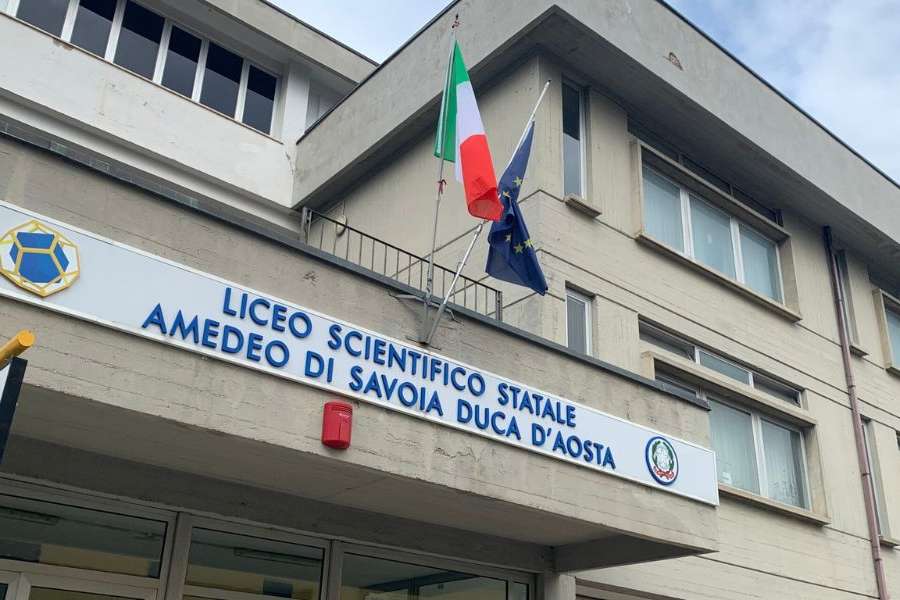 LICEO SCIENTIFICO STATALE
AMEDEO DI SAVOIA DUCA D'AOSTA